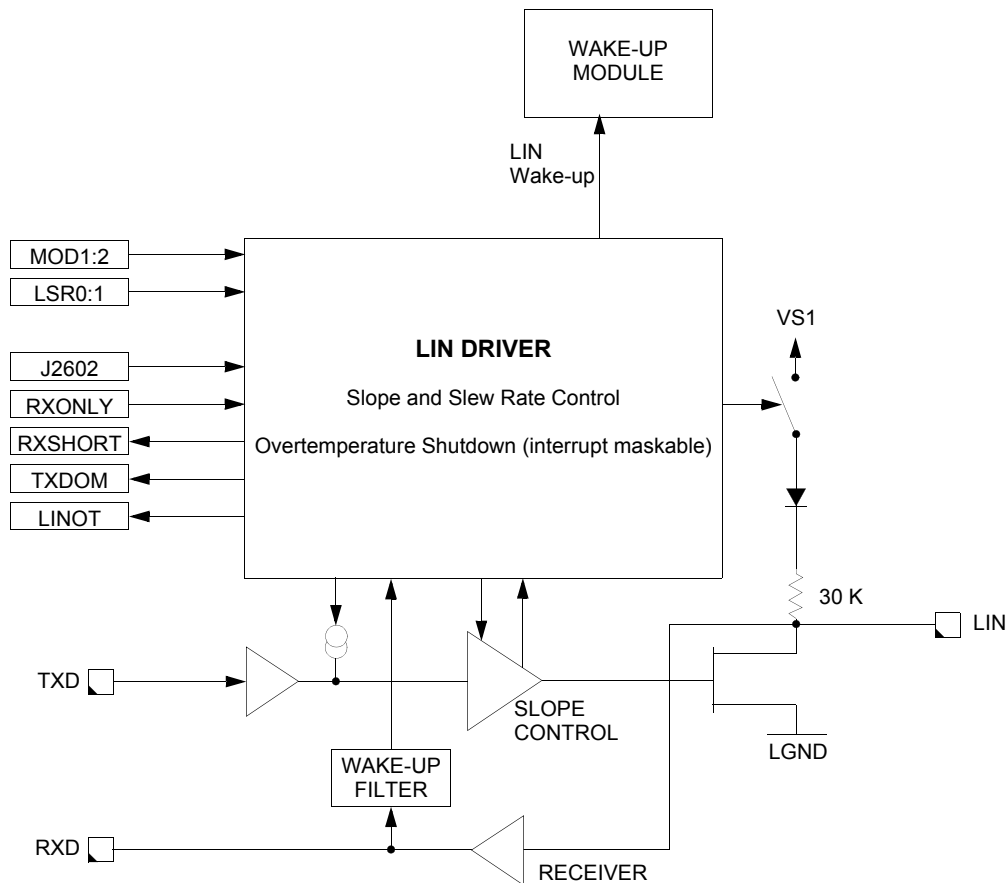 WAKE-UP
MODULE
LIN
Wake-up
MOD1:2
LSR0:1
J2602
RXONLY
RXSHORT
TXDOM
LINOT
LIN DRIVER
Slope and Slew Rate Control
Overtemperature Shutdown (interrupt maskable)
VS1
30 K
LIN
TXD
SLOPE
CONTROL
LGND
WAKE-UP
FILTER
RXD
RECEIVER